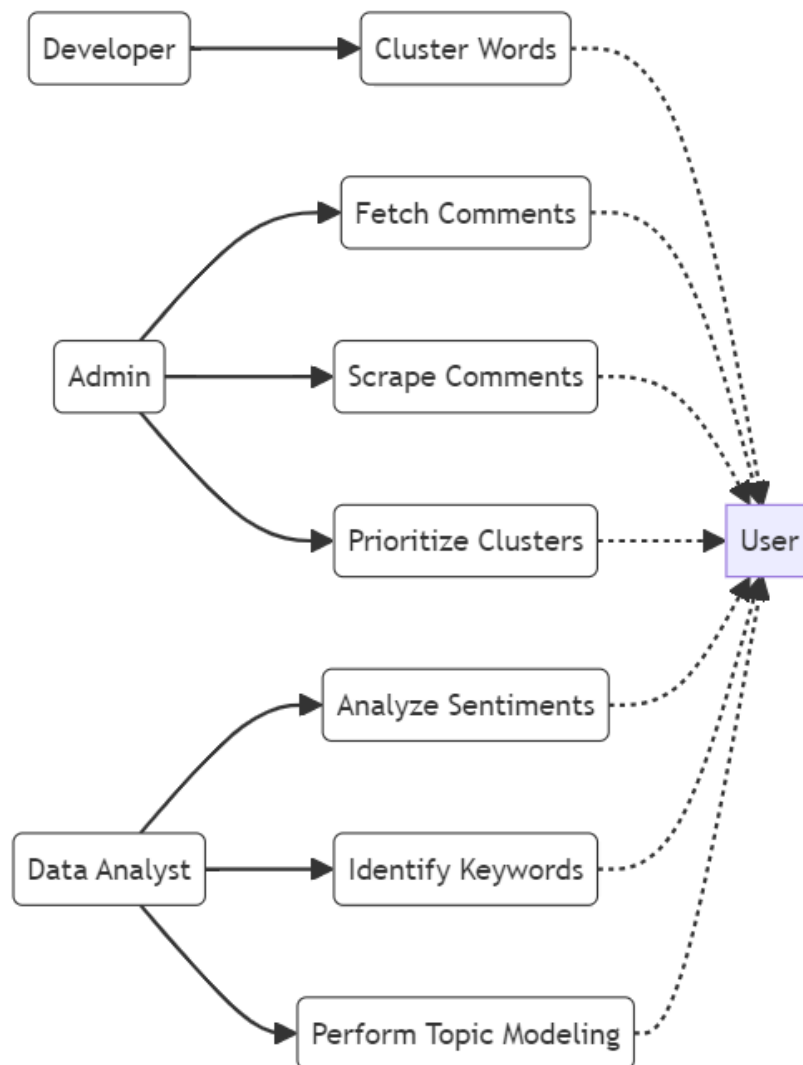 Developer
Cluster Words
Fetch Comments
Admin
Scrape Comments
Prioritize Clusters
User
Analyze Sentiments
Data Analyst
Identify Keywords
Perform Topic Modeling